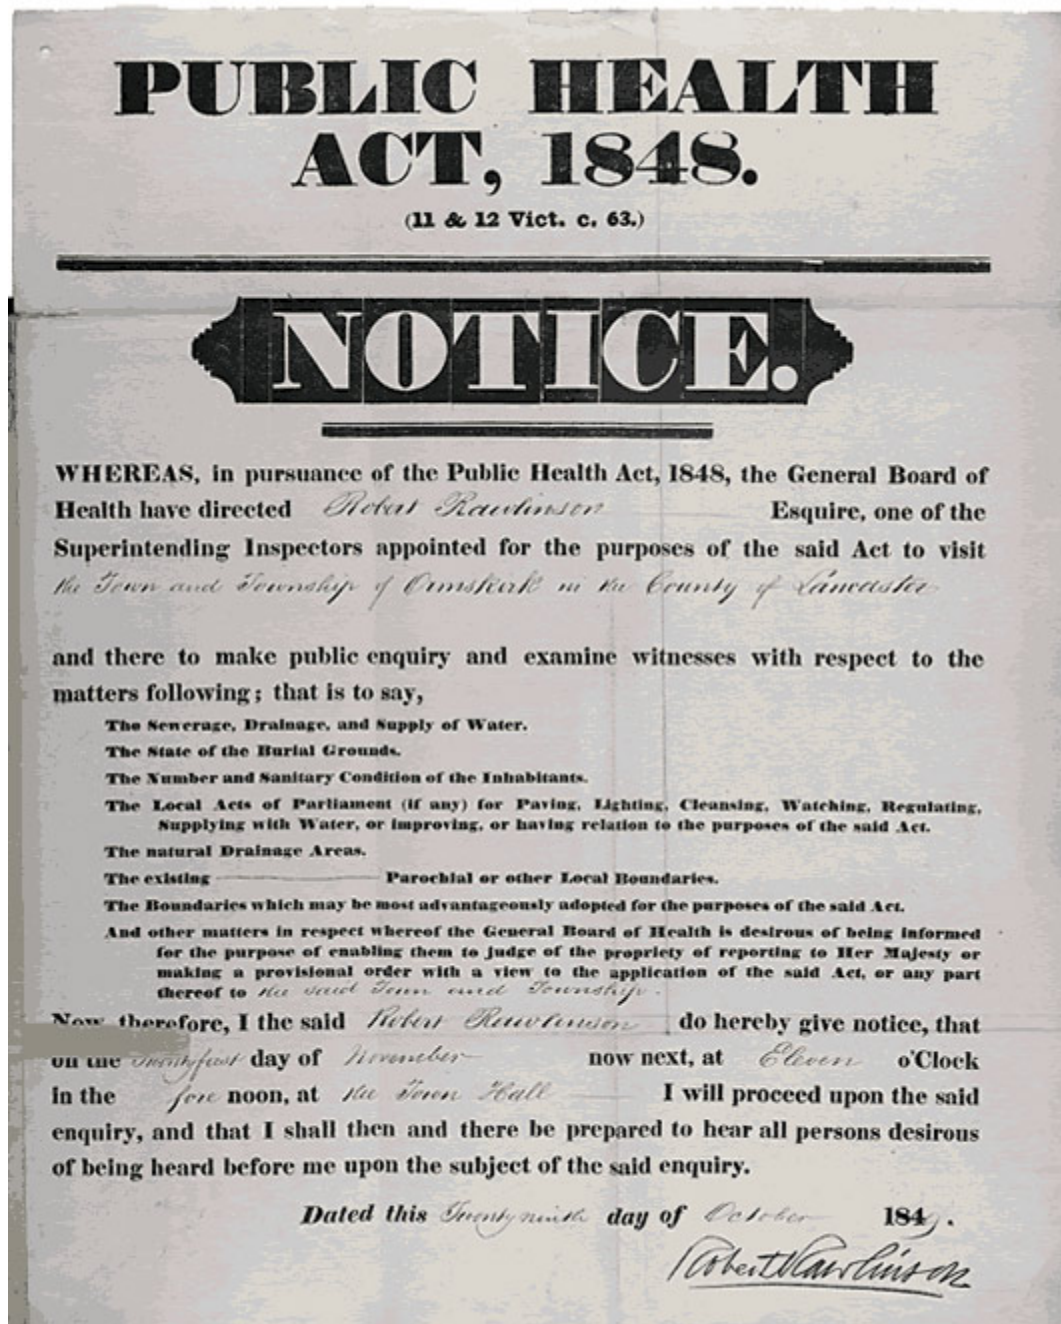 PUBLIC HEALTH
ACT, 1848.
(11 & 12 Vict. c. 63.)
NOTICE.
WHEREAS, in pursuance of the Public Health Act, 1848, the General Board of
Health have directed Robert Rawlinson Esquire, one of the
Superintending Inspectors appointed for the purposes of the said Act to visit
the Town and Township of Ormskirk in the County of Lancaster
and there to make public enquiry and examine witnesses with respect to the
matters following; that is to say,
The Sewerage, Drainage, and Supply of Water.
The State of the Burial Grounds.
The Number and Sanitary Condition of the Inhabitants.
The Local Acts of Parliament (if any) for Paving, Lighting, Cleansing, Watching, Regulating,
Supplying with Water, or improving, or having relation to the purposes of the said Act.
The natural Drainage Areas.
The existing Parochial or other Local Boundaries.
The Boundaries which may be most advantageously adopted for the purposes of the said Act.
And other matters in respect whereof the General Board of Health is desirous of being informed
for the purpose of enabling them to judge of the propriety of reporting to Her Majesty or
making a provisional order with a view to the application of the said Act, or any part
thereof to the said Town and Township.
Now therefore, I the said Robert Rawlinson do hereby give notice, that
on the Twentyfirst day of November now next, at Eleven o'Clock
in the fore noon, at the Town Hall I will proceed upon the said
enquiry, and that I shall then and there be prepared to hear all persons desirous
of being heard before me upon the subject of the said enquiry.
Dated this Twentyninth day of October 1849.
Robert Rawlinson